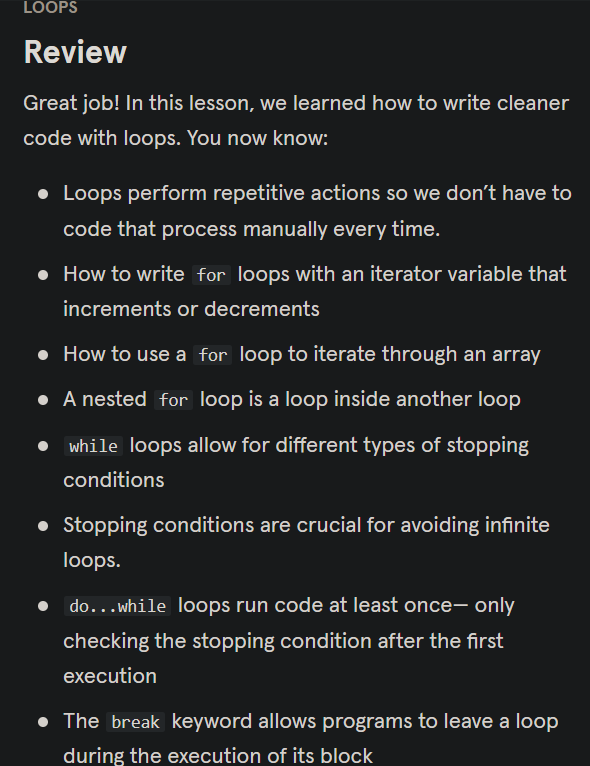 LOOPS
Review
Great job! In this lesson, we learned how to write cleaner
code with loops. You now know:
● Loops perform repetitive actions so we don’t have to
code that process manually every time.
● How to write for loops with an iterator variable that
increments or decrements
● How to use a for loop to iterate through an array
● A nested for loop is a loop inside another loop
● while loops allow for different types of stopping
conditions
● Stopping conditions are crucial for avoiding infinite
loops.
● do...while loops run code at least once— only
checking the stopping condition after the first
execution
● The break keyword allows programs to leave a loop
during the execution of its block